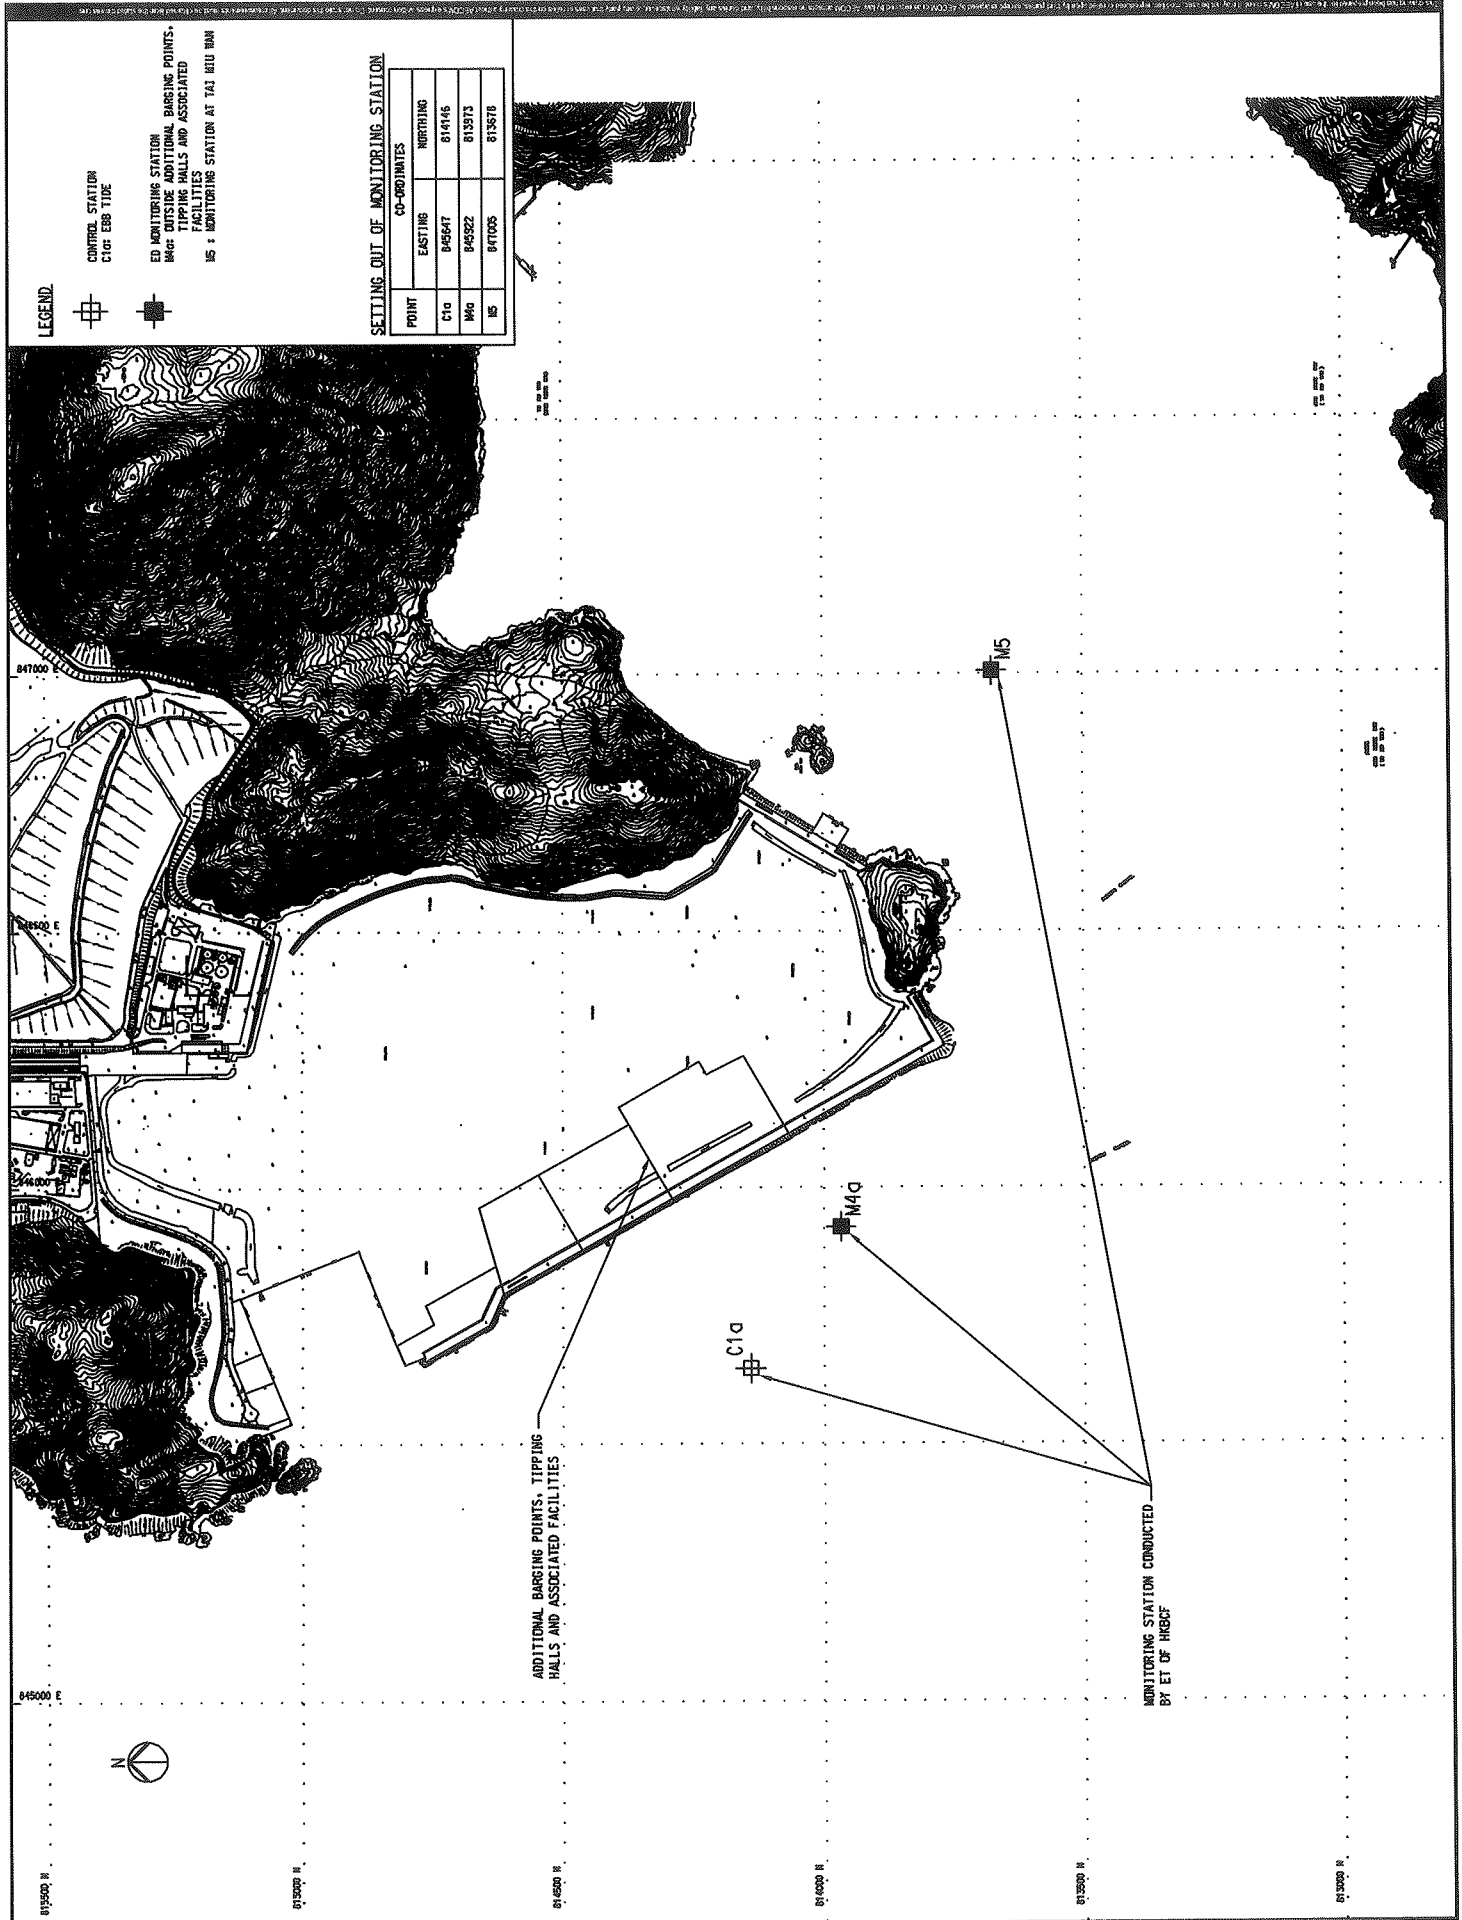 LEGEND
CONTROL STATION
C1a: EBB TIDE
ED MONITORING STATION
M4a: OUTSIDE ADDITIONAL BARGING POINTS,
TIPPING HALLS AND ASSOCIATED
FACILITIES
M5 : MONITORING STATION AT TAI MIU WAN
SETTING OUT OF MONITORING STATION
POINT CO-ORDINATES
EASTING NORTHING
C1a 845647 814146
M4a 845922 813973
M5 847005 813678
N
815500 N
815000 N
814500 N
814000 N
813500 N
813000 N
845000 E
846000 E
846500 E
847000 E
ADDITIONAL BARGING POINTS, TIPPING
HALLS AND ASSOCIATED FACILITIES
C1a
M4a
M5
MONITORING STATION CONDUCTED
BY ET OF HKBCF